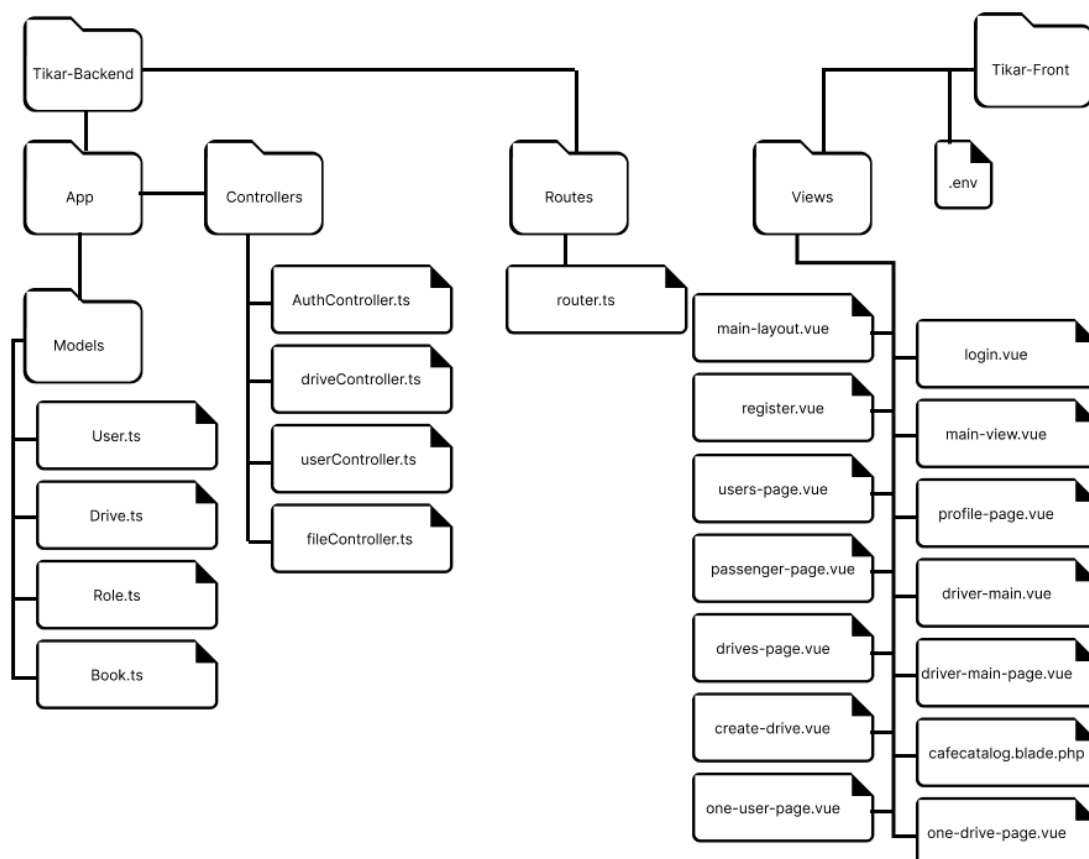 Tikar-Backend
Tikar-Front
App
Controllers
Routes
Views
.env
AuthController.ts
router.ts
main-layout.vue
login.vue
Models
driveController.ts
register.vue
main-view.vue
User.ts
userController.ts
users-page.vue
profile-page.vue
Drive.ts
fileController.ts
passenger-page.vue
driver-main.vue
Role.ts
drives-page.vue
driver-main-page.vue
Book.ts
create-drive.vue
cafecatalog.blade.php
one-user-page.vue
one-drive-page.vue